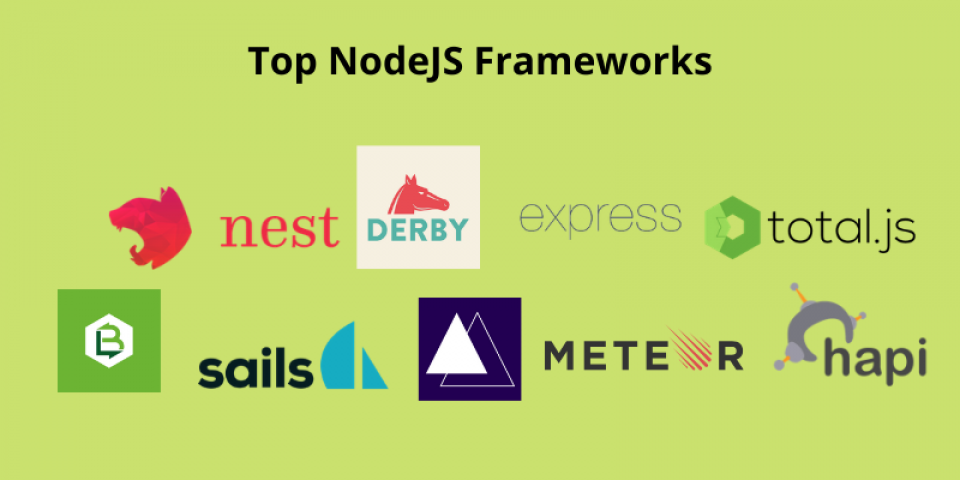 Top NodeJS Frameworks
nest
DERBY
express
total.js
B
sails
METEOR
hapi